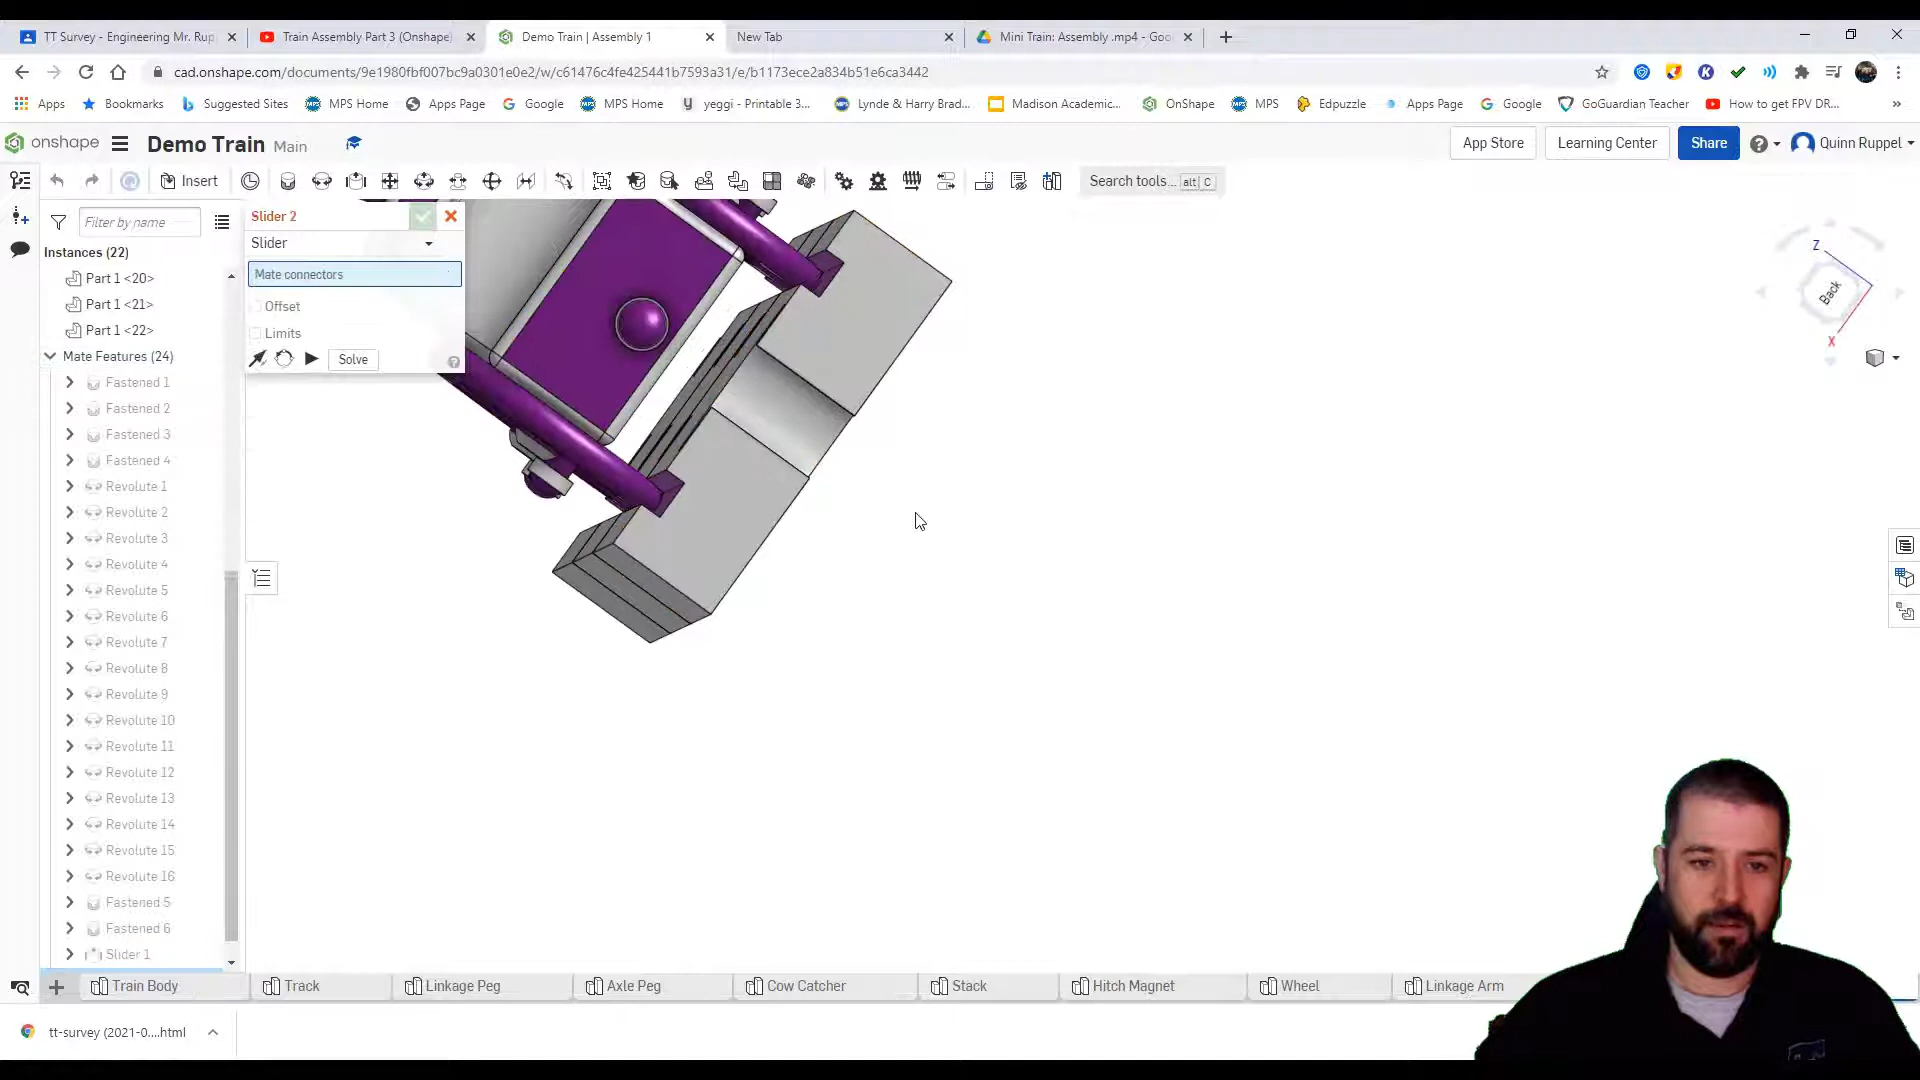 TT Survey - Engineering Mr. Rup
Train Assembly Part 3 (Onshape)
Demo Train | Assembly 1
New Tab
Mini Train: Assembly .mp4 - Goo
cad.onshape.com/documents/9e1980fbf007bc9a0301e0e2/w/c61476c4fe425441b7593a31/e/b1173ece2a834b51e6ca3442
Apps
Bookmarks
Suggested Sites
MPS Home
Apps Page
Google
MPS Home
yeggi - Printable 3...
Lynde & Harry Brad...
Madison Academic...
OnShape
MPS
Edpuzzle
Apps Page
Google
GoGuardian Teacher
How to get FPV DR...
onshape
Demo Train Main
App Store
Learning Center
Share
Quinn Ruppel
Insert
Search tools... alt C
Filter by name
Instances (22)
Part 1 <20>
Part 1 <21>
Part 1 <22>
Mate Features (24)
Fastened 1
Fastened 2
Fastened 3
Fastened 4
Revolute 1
Revolute 2
Revolute 3
Revolute 4
Revolute 5
Revolute 6
Revolute 7
Revolute 8
Revolute 9
Revolute 10
Revolute 11
Revolute 12
Revolute 13
Revolute 14
Revolute 15
Revolute 16
Fastened 5
Fastened 6
Slider 1
Slider 2
Slider
Mate connectors
Offset
Limits
Solve
Z
Back
X
Train Body
Track
Linkage Peg
Axle Peg
Cow Catcher
Stack
Hitch Magnet
Wheel
Linkage Arm
tt-survey (2021-0....html